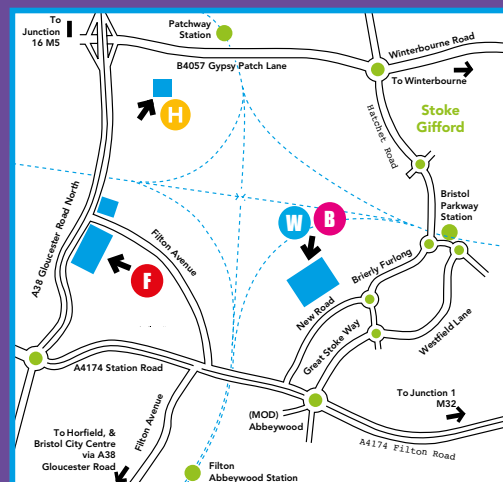 To
Junction
16 M5
Patchway
Station
B4057 Gypsy Patch Lane
Winterbourne Road
To Winterbourne
H
Hatchet Road
Stoke
Gifford
Bristol
Parkway
Station
A38 Gloucester Road North
Filton Avenue
W
B
F
Brierly Furlong
New Road
Great Stoke Way
Westfield Lane
A4174 Station Road
To Junction 1
M32
(MOD)
Abbeywood
A4174 Filton Road
Filton Avenue
To Horfield, &
Bristol City Centre
via A38
Gloucester Road
Filton
Abbeywood Station